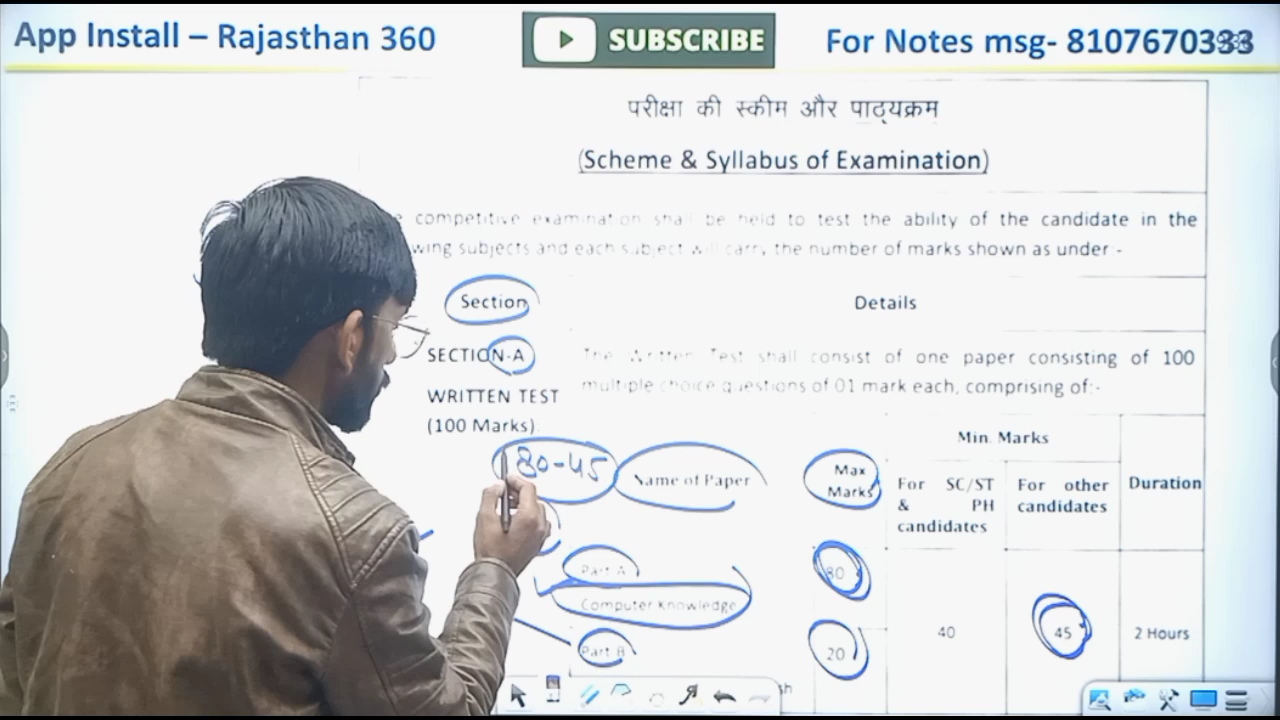 App Install – Rajasthan 360
SUBSCRIBE
For Notes msg- 8107670333
परीक्षा की स्कीम और पाठ्यक्रम
(Scheme & Syllabus of Examination)
competitive examination shall be held to test the ability of the candidate in the
wing subjects and each subject will carry the number of marks shown as under:-
Section
Details
SECTION-A
The Written Test shall consist of one paper consisting of 100
multiple choice questions of 01 mark each, comprising of:-
WRITTEN TEST
(100 Marks)
80-45
Name of Paper
Max
Marks
Min. Marks
For SC/ST
& PH
candidates
For other
candidates
Duration
Part A
80
Computer Knowledge
40
45
2 Hours
Part B
20